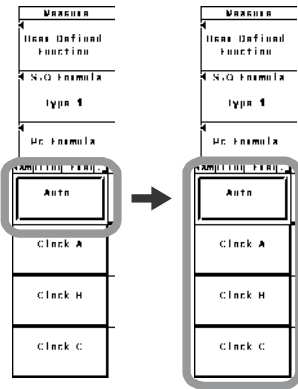 Measure
User Defined
Function
S,Q Formula
Type 1
Pc Formula
Auto
Clock A
Clock B
Clock C
Measure
User Defined
Function
S,Q Formula
Type 1
Pc Formula
Auto
Clock A
Clock B
Clock C